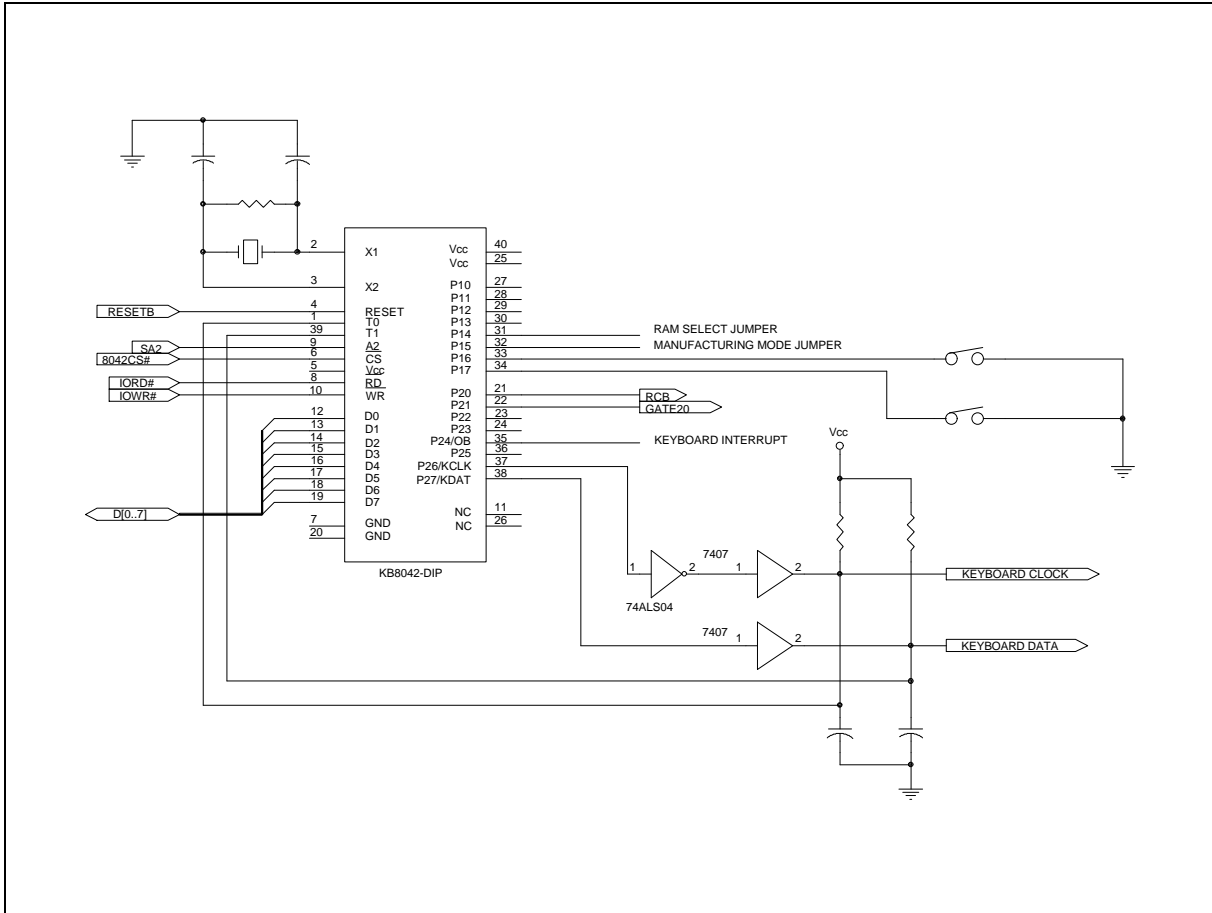 2 X1 Vcc 40
Vcc 25
3 X2 P10 27
P11 28
RESETB 4 RESET P12 29
1 T0 P13 30
39 T1 P14 31 RAM SELECT JUMPER
SA2 9 A2 P15 32 MANUFACTURING MODE JUMPER
8042CS# 6 CS P16 33
5 Vcc P17 34
IORD# 8 RD
IOWR# 10 WR P20 21 RCB
P21 22 GATE20
12 D0 P22 23
13 D1 P23 24
14 D2 P24/OB 35 KEYBOARD INTERRUPT
15 D3 P25 36
16 D4 P26/KCLK 37
17 D5 P27/KDAT 38
18 D6
19 D7
D[0..7]
NC 11
7 GND NC 26
20 GND
KB8042-DIP
Vcc
7407
1 2 1 2 KEYBOARD CLOCK
74ALS04
7407
1 2 KEYBOARD DATA